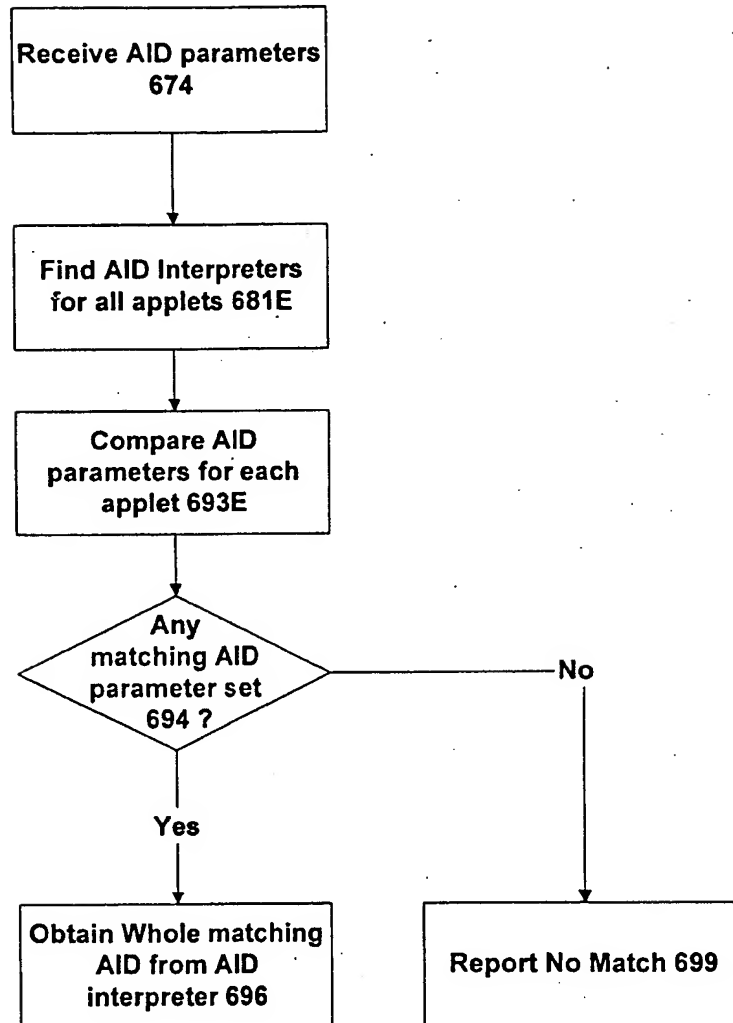 Receive AID parameters
674
Find AID Interpreters
for all applets 681E
Compare AID
parameters for each
applet 693E
Any
matching AID
parameter set
694 ?
No
Yes
Obtain Whole matching
AID from AID
interpreter 696
Report No Match 699